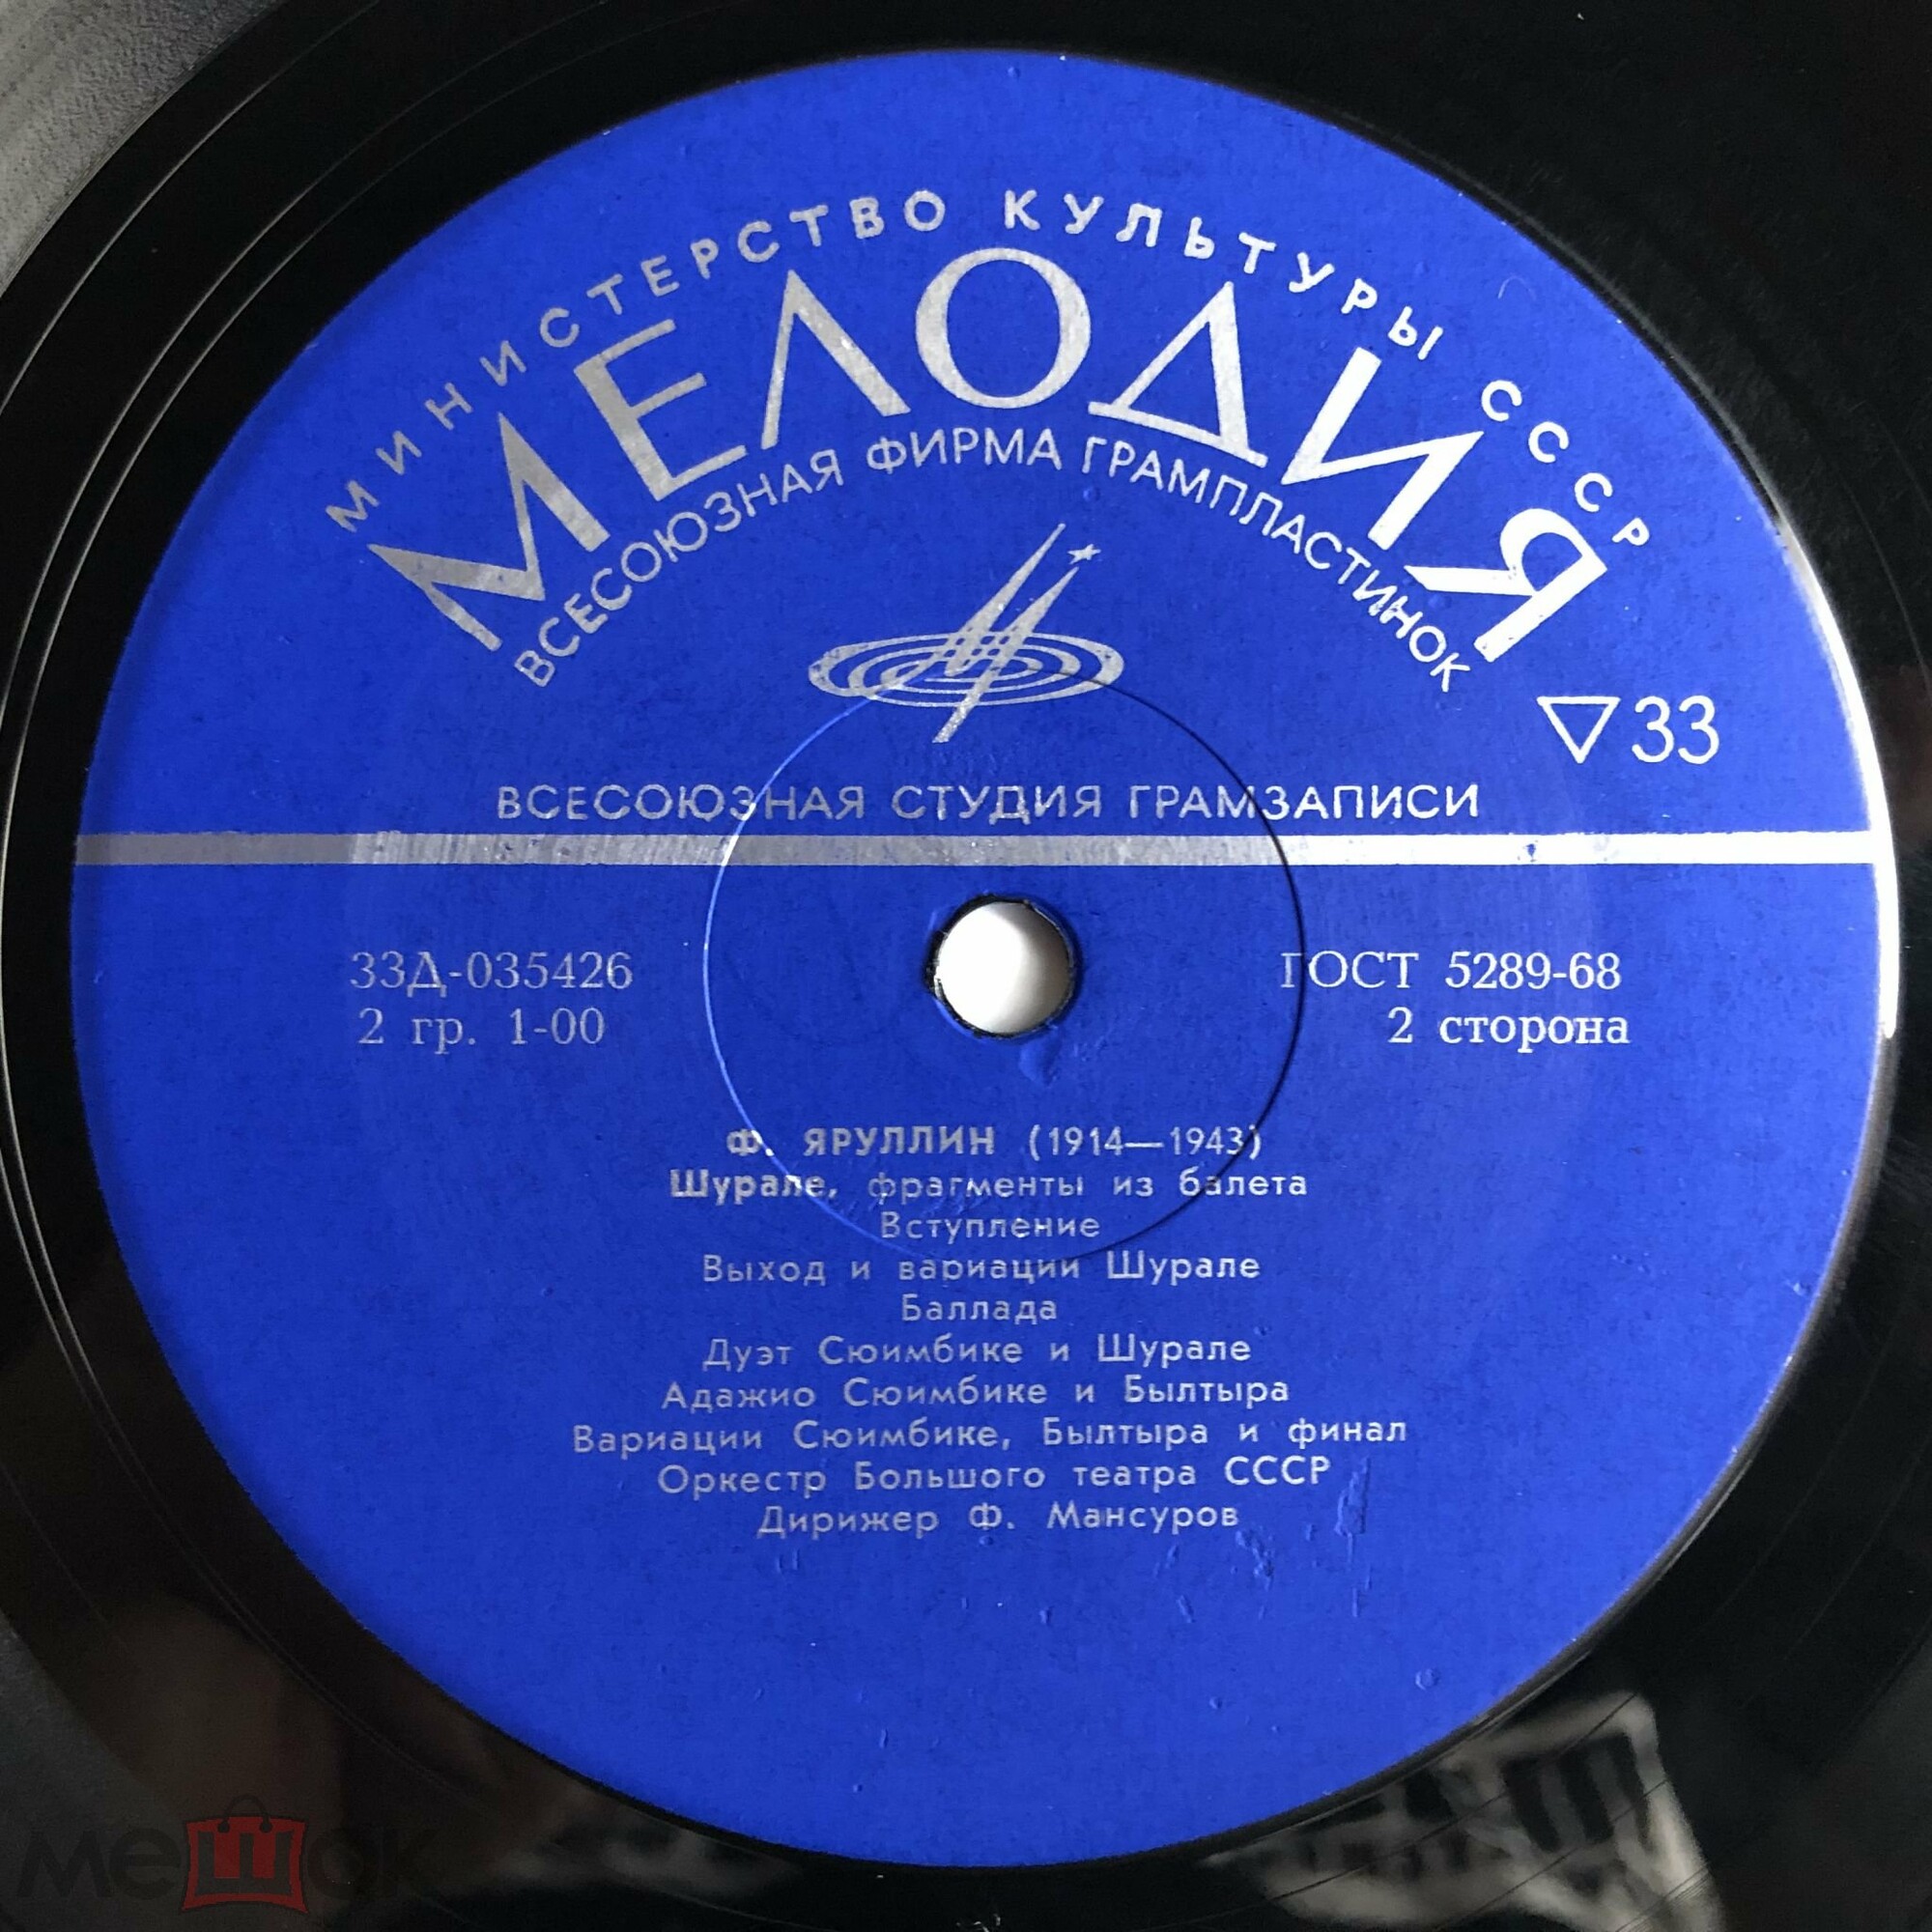 МИНИСТЕРСТВО КУЛЬТУРЫ СССР
МЕЛОДИЯ
ВСЕСОЮЗНАЯ ФИРМА ГРАМПЛАСТИНОК
▽33
ВСЕСОЮЗНАЯ СТУДИЯ ГРАМЗАПИСИ
33Д-035426
ГОСТ 5289-68
2 гр. 1-00
2 сторона
Ф. ЯРУЛЛИН (1914—1943)
Шурале, фрагменты из балета
Вступление
Выход и вариации Шурале
Баллада
Дуэт Сюимбике и Шурале
Адажио Сюимбике и Былтыра
Вариации Сюимбике, Былтыра и финал
Оркестр Большого театра СССР
Дирижер Ф. Мансуров
мешок